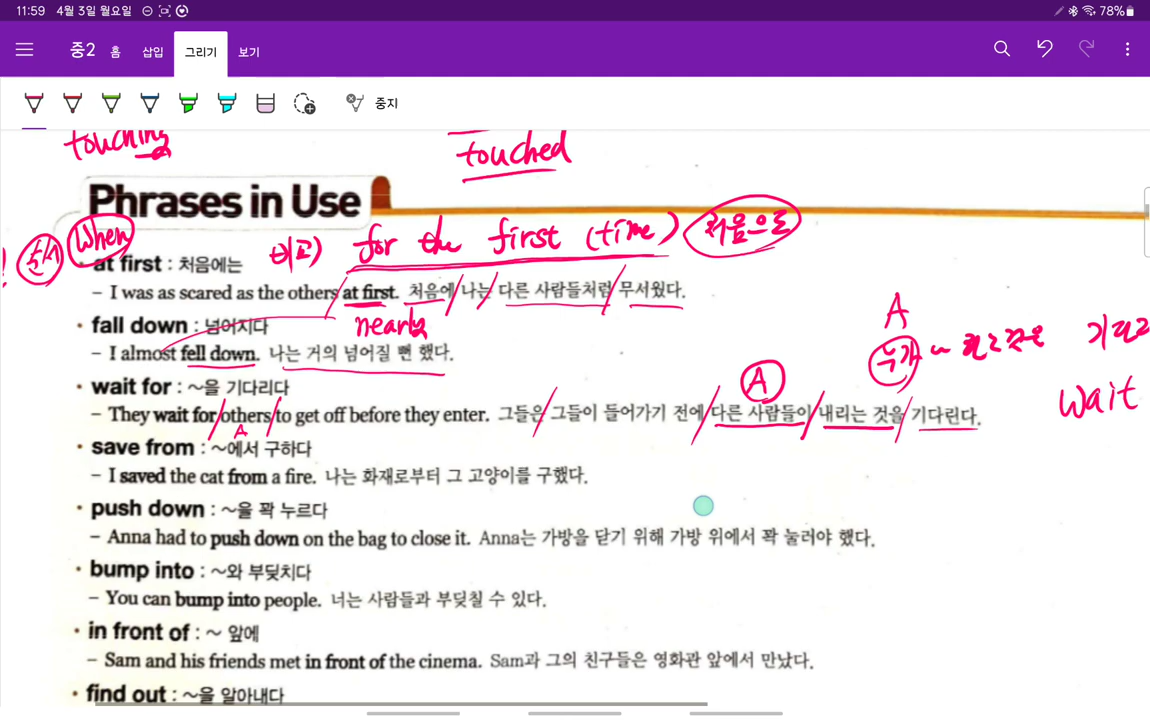 11:59 4월 3일 월요일 78%
중2 홈 삽입 그리기 보기
중지
touching touched
Phrases in Use
When 비교) for the first (time) 처음으로
! 순서
at first : 처음에는
– I was as scared as the others at first. 처음에 나는 다른 사람들처럼 무서웠다.
nearly
· fall down : 넘어지다
– I almost fell down. 나는 거의 넘어질 뻔 했다.
A
누가 ~
· wait for : ~을 기다리다
A
wait
– They wait for others to get off before they enter. 그들은 그들이 들어가기 전에 다른 사람들이 내리는 것을 기다린다.
A
· save from : ~에서 구하다
– I saved the cat from a fire. 나는 화재로부터 그 고양이를 구했다.
· push down : ~을 꽉 누르다
– Anna had to push down on the bag to close it. Anna는 가방을 닫기 위해 가방 위에서 꽉 눌러야 했다.
· bump into : ~와 부딪치다
– You can bump into people. 너는 사람들과 부딪칠 수 있다.
· in front of : ~ 앞에
– Sam and his friends met in front of the cinema. Sam과 그의 친구들은 영화관 앞에서 만났다.
· find out : ~을 알아내다